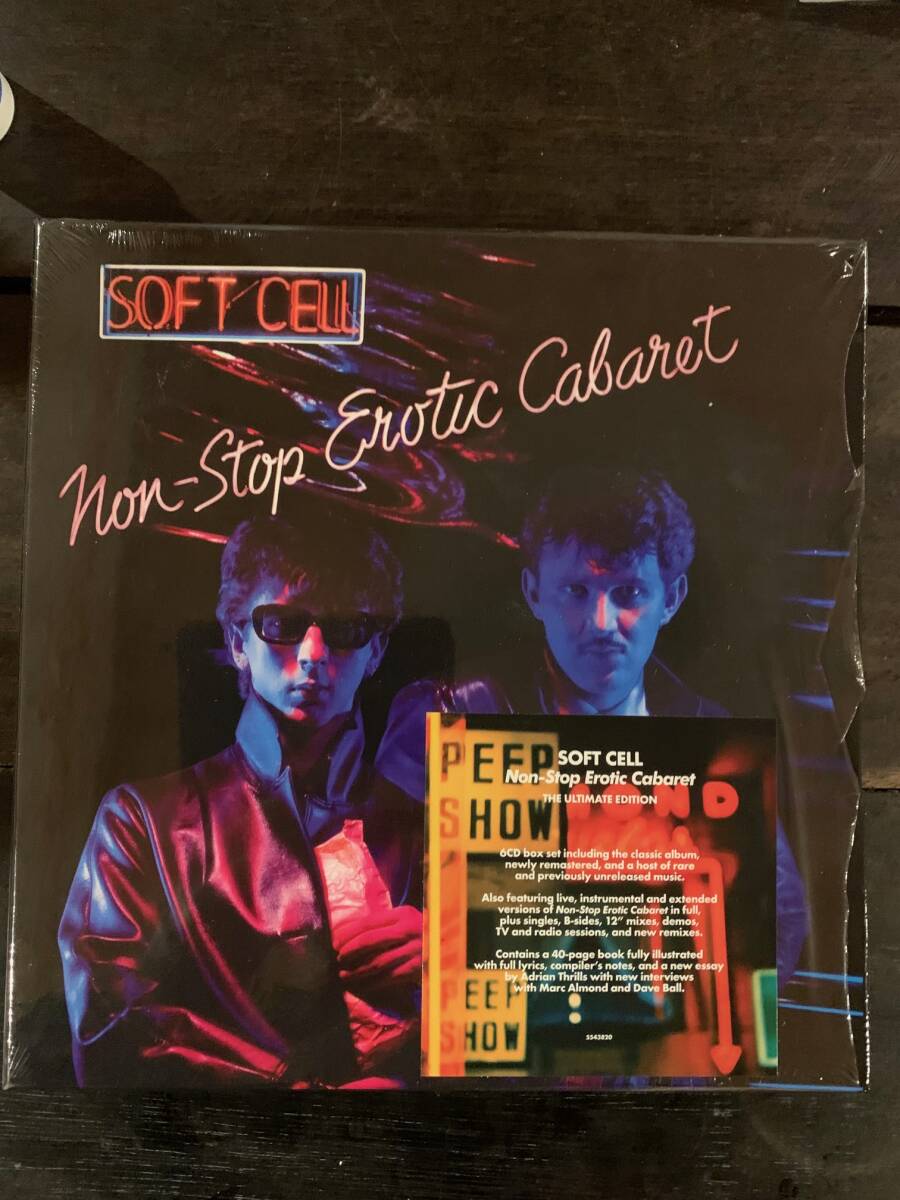 SOFT CELL
Non-Stop Erotic Cabaret
PEEP
SHOW
SOFT CELL
Non-Stop Erotic Cabaret
THE ULTIMATE EDITION
MOND
6CD box set including the classic album,
newly remastered, and a host of rare
and previously unreleased music.
Also featuring live, instrumental and extended
versions of Non-Stop Erotic Cabaret in full,
plus singles, B-sides, 12" mixes, demos,
TV and radio sessions, and new remixes.
Contains a 40-page book fully illustrated
with full lyrics, compiler's notes, and a new essay
by Adrian Thrills with new interviews
with Marc Almond and Dave Ball.
PEEP
SHOW
5543820